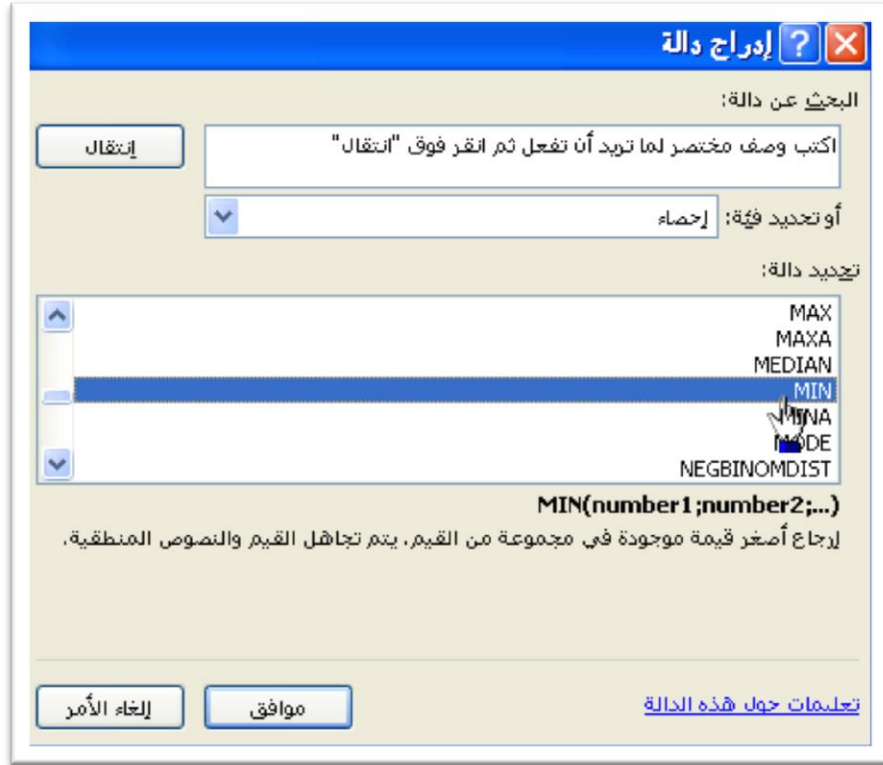 إدراج دالة
البحث عن دالة:
اكتب وصف مختصر لما تريد أن تفعل ثم انقر فوق "انتقال"
إنتقال
أو تحديد فئة: إحصاء
تحديد دالة:
MAX
MAXA
MEDIAN
MIN
MINA
MODE
NEGBINOMDIST
MIN(number1;number2;...)
إرجاع أصغر قيمة موجودة في مجموعة من القيم. يتم تجاهل القيم والنصوص المنطقية.
تعليمات حول هذه الدالة
موافق
إلغاء الأمر